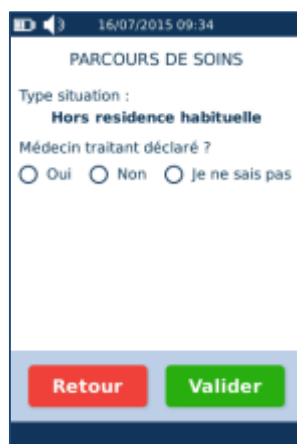 16/07/2015 09:34
PARCOURS DE SOINS
Type situation :
Hors residence habituelle
Médecin traitant déclaré ?
Oui Non Je ne sais pas
Retour Valider